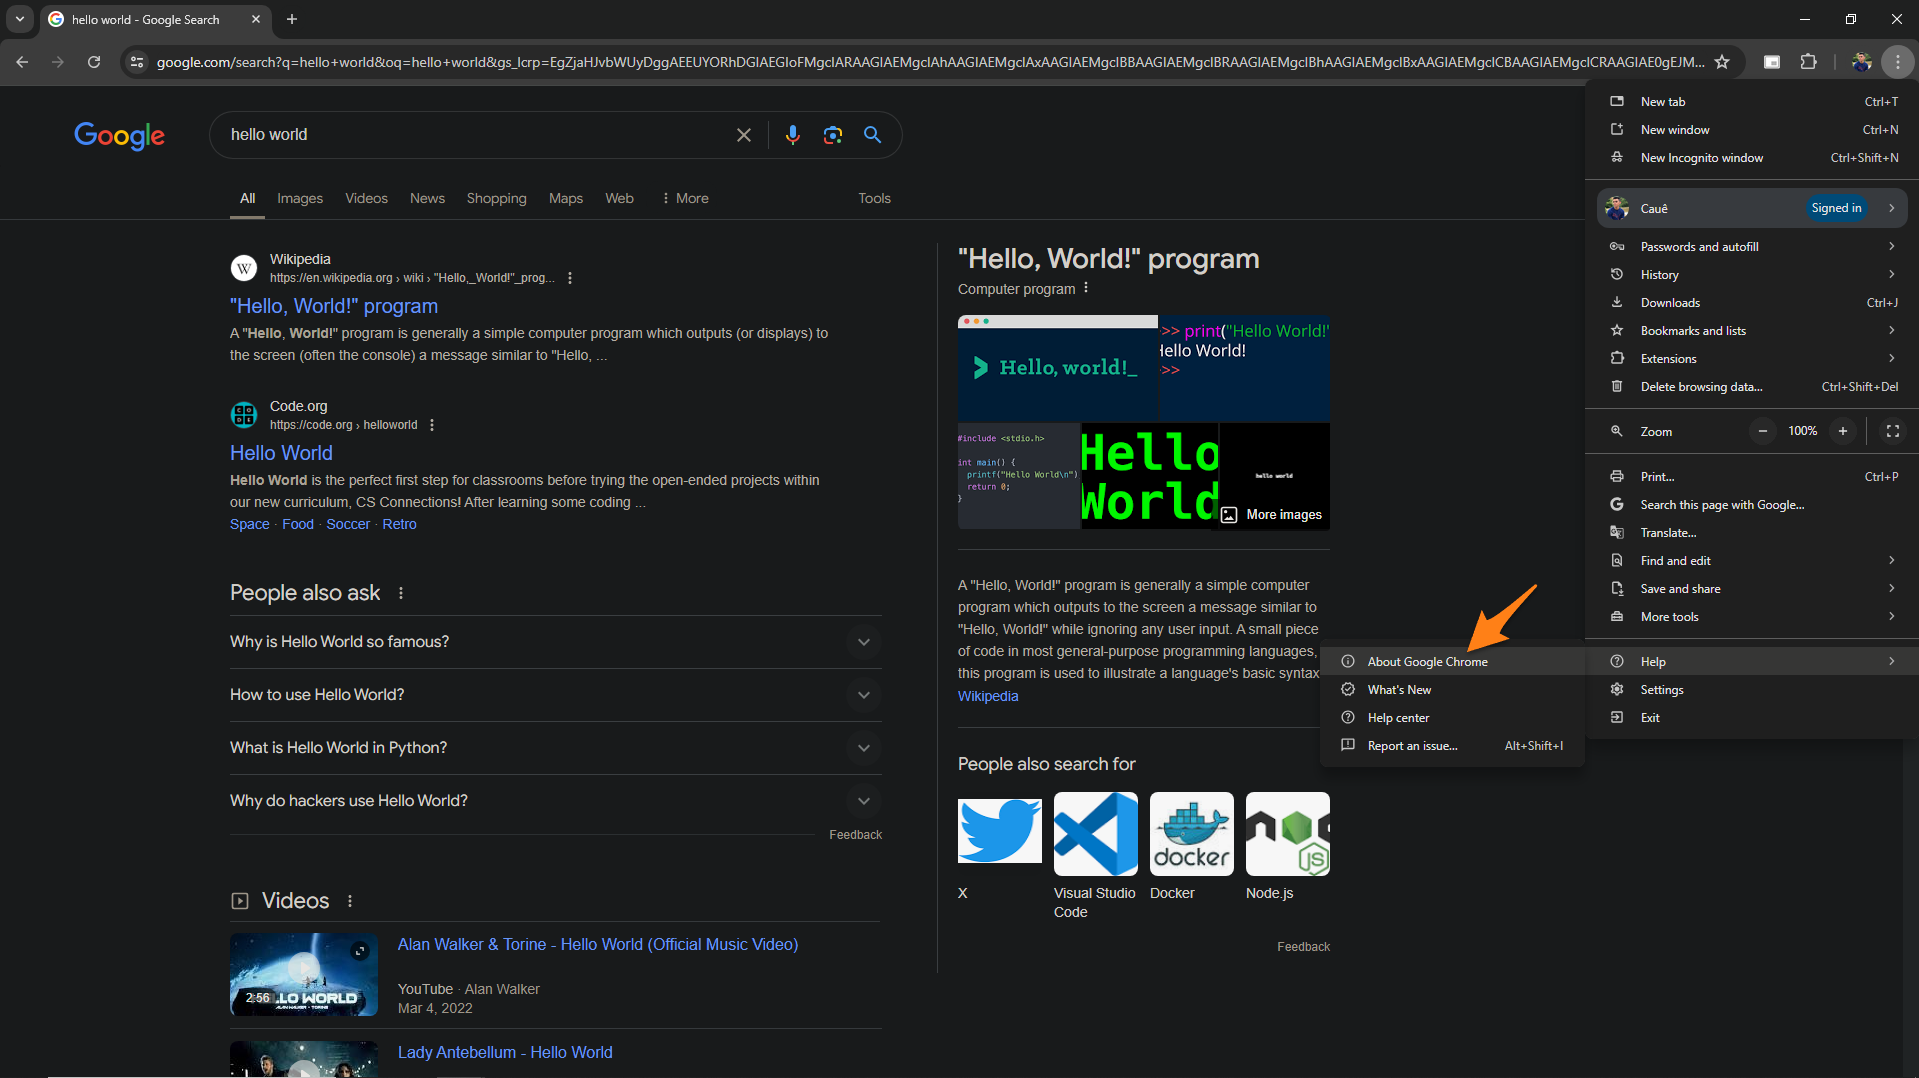 hello world - Google Search
google.com/search?q=hello+world&oq=hello+world&gs_lcrp=EgZjaHJvbWUyDggAEEUYORhDGIAEGIoFMgcIARAAGIAEMgcIAhAAGIAEMgcIAxAAGIAEMgcIBBAAGIAEMgcIBRAAGIAEMgcIBhAAGIAEMgcIBxAAGIAEMgcICBAAGIAEMgcICRAAGIAE0gEJM...
Google
hello world
All Images Videos News Shopping Maps Web More Tools
Wikipedia
https://en.wikipedia.org › wiki › "Hello,_World!"_prog...
"Hello, World!" program
A "Hello, World!" program is generally a simple computer program which outputs (or displays) to
the screen (often the console) a message similar to "Hello, ...
CODE
Code.org
https://code.org › helloworld
Hello World
Hello World is the perfect first step for classrooms before trying the open-ended projects within
our new curriculum, CS Connections! After learning some coding ...
Space · Food · Soccer · Retro
People also ask
Why is Hello World so famous?
How to use Hello World?
What is Hello World in Python?
Why do hackers use Hello World?
Feedback
Videos
2:56
LO WORLD
ALAN WALKER · TORINE
Alan Walker & Torine - Hello World (Official Music Video)
YouTube · Alan Walker
Mar 4, 2022
Lady Antebellum - Hello World
"Hello, World!" program
Computer program
Hello, world!_
>> print("Hello World!"
Hello World!
>>>
#include <stdio.h>
int main() {
printf("Hello World\n")
return 0;
}
Hello
World
hello world
More images
A "Hello, World!" program is generally a simple computer
program which outputs to the screen a message similar to
"Hello, World!" while ignoring any user input. A small piece
of code in most general-purpose programming languages,
this program is used to illustrate a language's basic syntax
Wikipedia
People also search for
docker
JS
X
Visual Studio
Code
Docker
Node.js
Feedback
New tab Ctrl+T
New window Ctrl+N
New Incognito window Ctrl+Shift+N
Cauê Signed in
Passwords and autofill
History
Downloads Ctrl+J
Bookmarks and lists
Extensions
Delete browsing data... Ctrl+Shift+Del
Zoom − 100% +
Print... Ctrl+P
Search this page with Google...
Translate...
Find and edit
Save and share
More tools
Help
Settings
Exit
About Google Chrome
What's New
Help center
Report an issue... Alt+Shift+I